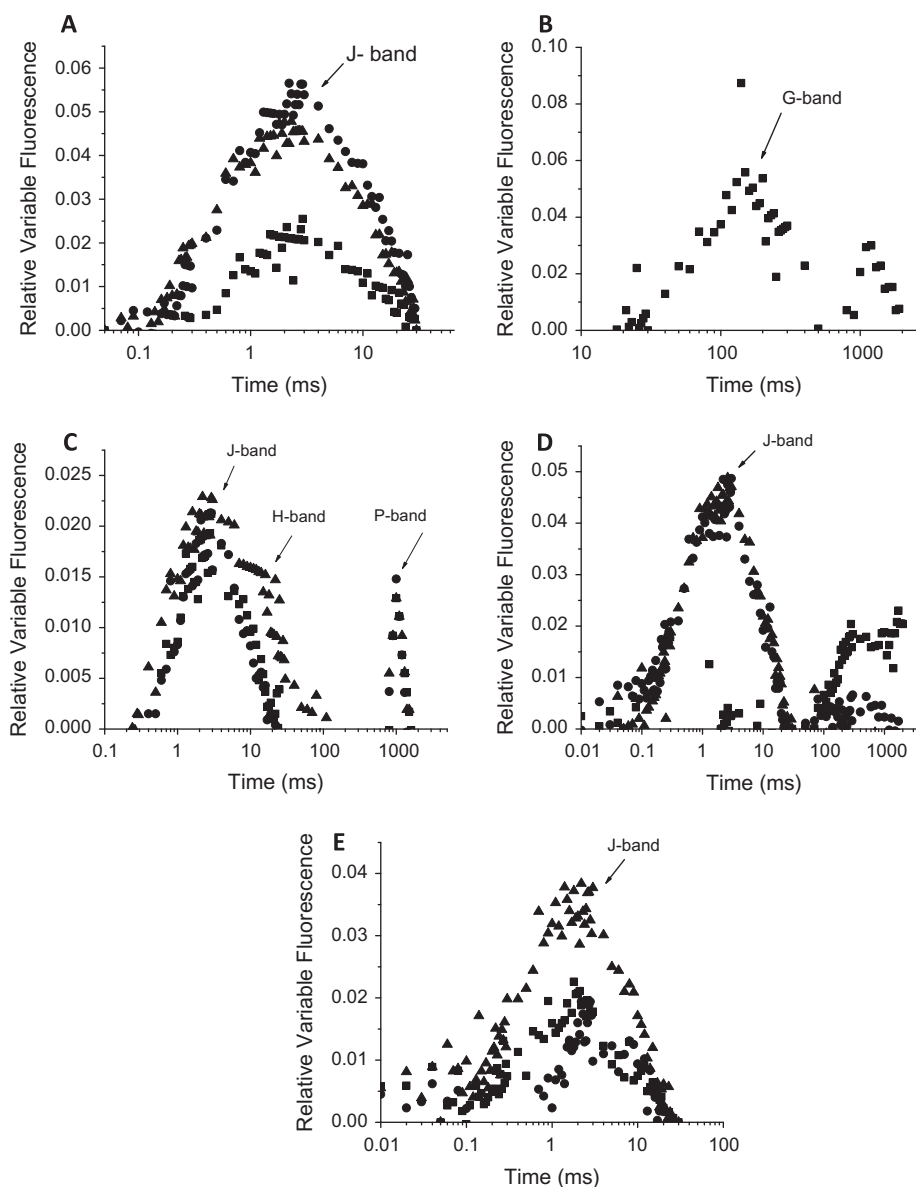 A
J- band
Relative Variable Fluorescence
0.06
0.05
0.04
0.03
0.02
0.01
0.00
0.1 1 10
Time (ms)
B
G-band
Relative Variable Fluorescence
0.10
0.08
0.06
0.04
0.02
0.00
10 100 1000
Time (ms)
C
J-band
H-band
P-band
Relative Variable Fluorescence
0.025
0.020
0.015
0.010
0.005
0.000
0.1 1 10 100 1000
Time (ms)
D
J-band
Relative Variable Fluorescence
0.05
0.04
0.03
0.02
0.01
0.00
0.01 0.1 1 10 100 1000
Time (ms)
E
J-band
Relative Variable Fluorescence
0.04
0.03
0.02
0.01
0.00
0.01 0.1 1 10 100
Time (ms)